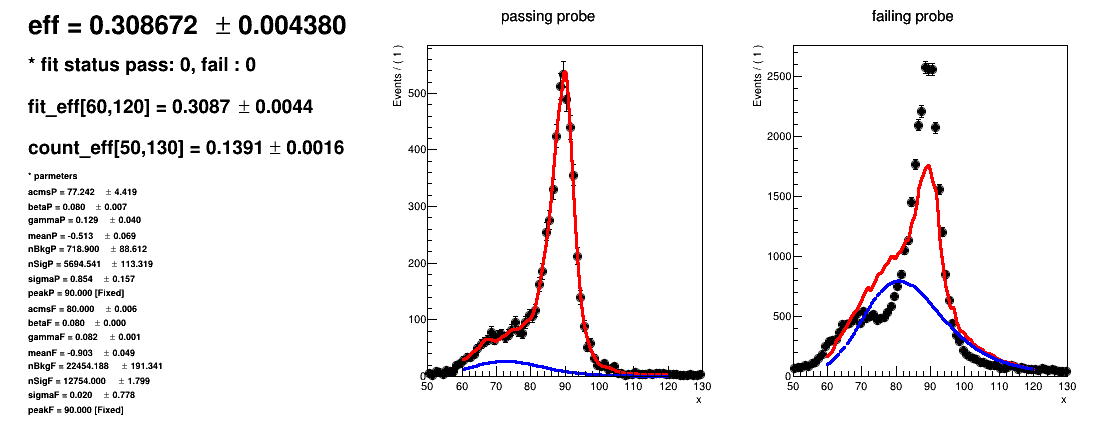 eff = 0.308672 ± 0.004380
* fit status pass: 0, fail : 0
fit_eff[60,120] = 0.3087 ± 0.0044
count_eff[50,130] = 0.1391 ± 0.0016
* parmeters
acmsP = 77.242 ± 4.419
betaP = 0.080 ± 0.007
gammaP = 0.129 ± 0.040
meanP = -0.513 ± 0.069
nBkgP = 718.900 ± 88.612
nSigP = 5694.541 ± 113.319
sigmaP = 0.854 ± 0.157
peakP = 90.000 [Fixed]
acmsF = 80.000 ± 0.006
betaF = 0.080 ± 0.000
gammaF = 0.082 ± 0.001
meanF = -0.903 ± 0.049
nBkgF = 22454.188 ± 191.341
nSigF = 12754.000 ± 1.799
sigmaF = 0.020 ± 0.778
peakF = 90.000 [Fixed]
passing probe
Events / ( 1 )
500
400
300
200
100
0
50 60 70 80 90 100 110 120 130
x
failing probe
Events / ( 1 )
2500
2000
1500
1000
500
0
50 60 70 80 90 100 110 120 130
x